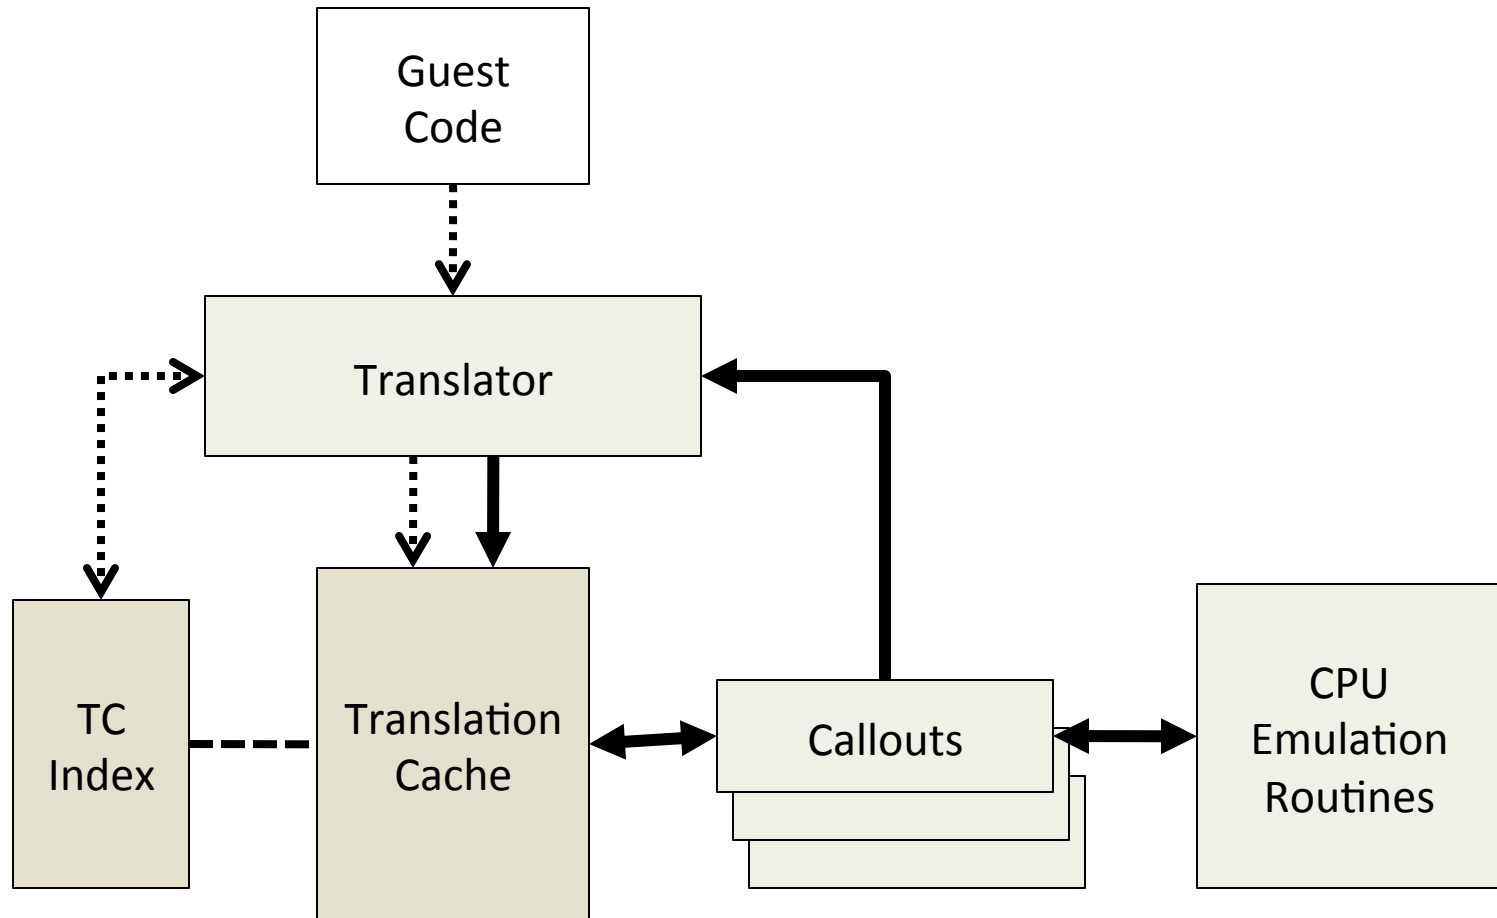 Guest
Code
Translator
TC
Index
Translation
Cache
Callouts
CPU
Emulation
Routines